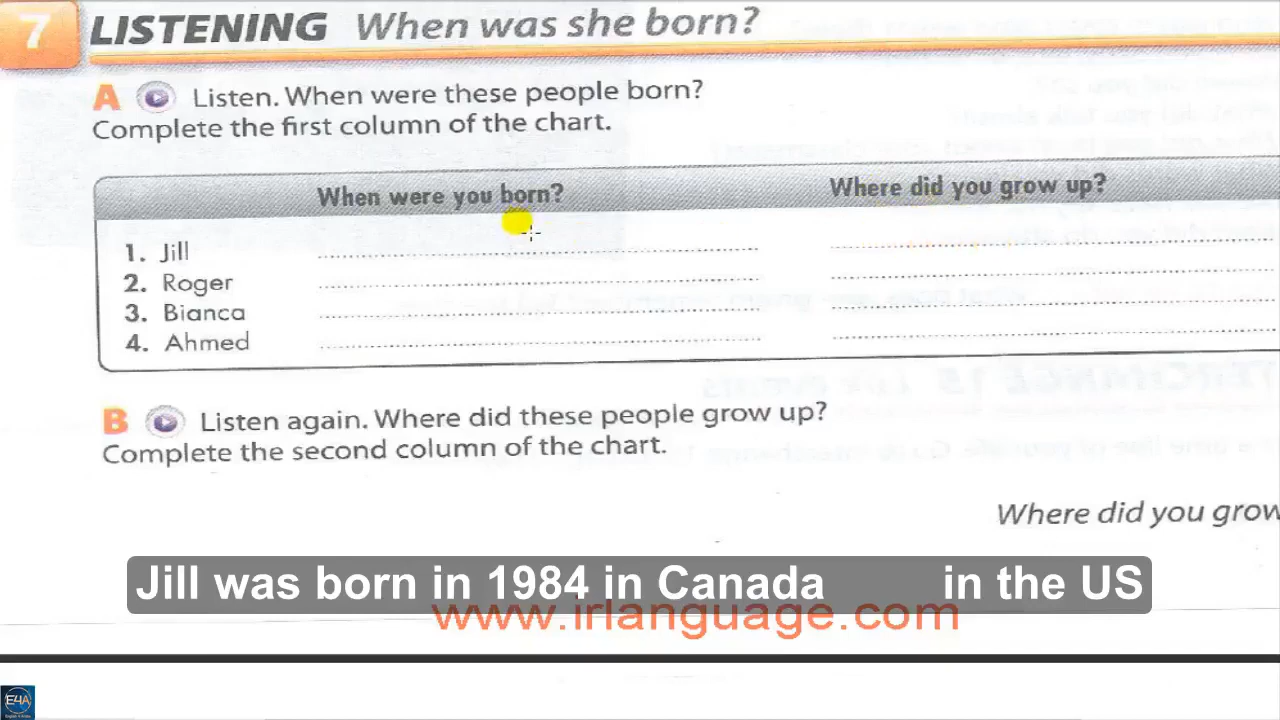 7 LISTENING When was she born?
A Listen. When were these people born?
Complete the first column of the chart.
When were you born? Where did you grow up?
1. Jill
2. Roger
3. Bianca
4. Ahmed
B Listen again. Where did these people grow up?
Complete the second column of the chart.
Where did you grow
Jill was born in 1984 in Canada in the US
www.irlanguage.com
E4A